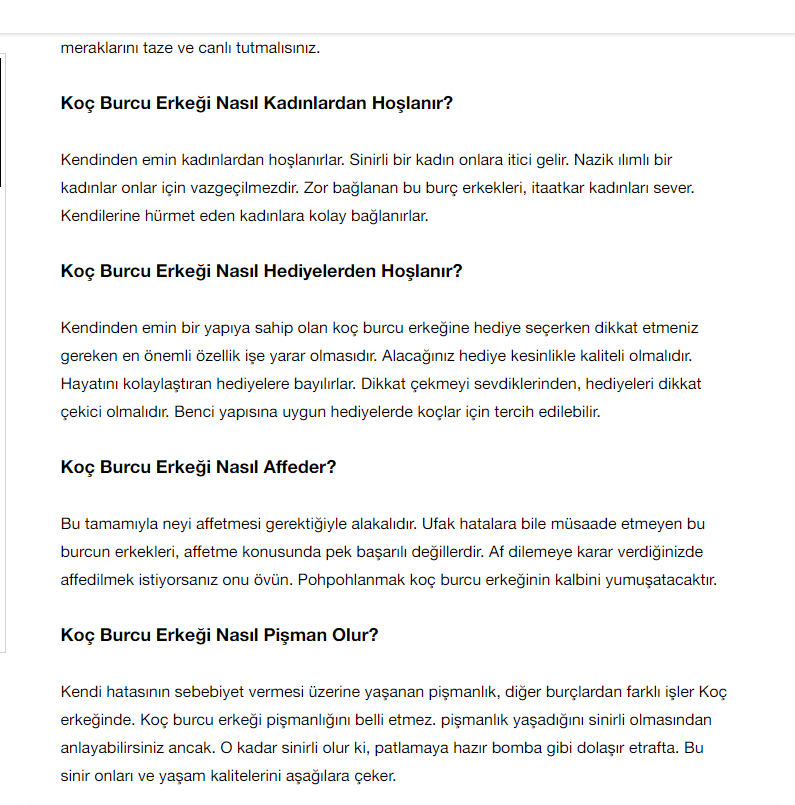 meraklarını taze ve canlı tutmalısınız.
Koç Burcu Erkeği Nasıl Kadınlardan Hoşlanır?
Kendinden emin kadınlardan hoşlanırlar. Sinirli bir kadın onlara itici gelir. Nazik ılımlı bir
kadınlar onlar için vazgeçilmezdir. Zor bağlanan bu burç erkekleri, itaatkar kadınları sever.
Kendilerine hürmet eden kadınlara kolay bağlanırlar.
Koç Burcu Erkeği Nasıl Hediyelerden Hoşlanır?
Kendinden emin bir yapıya sahip olan koç burcu erkeğine hediye seçerken dikkat etmeniz
gereken en önemli özellik işe yarar olmasıdır. Alacağınız hediye kesinlikle kaliteli olmalıdır.
Hayatını kolaylaştıran hediyelere bayılırlar. Dikkat çekmeyi sevdiklerinden, hediyeleri dikkat
çekici olmalıdır. Benci yapısına uygun hediyelerde koçlar için tercih edilebilir.
Koç Burcu Erkeği Nasıl Affeder?
Bu tamamıyla neyi affetmesi gerektiğiyle alakalıdır. Ufak hatalara bile müsaade etmeyen bu
burcun erkekleri, affetme konusunda pek başarılı değillerdir. Af dilemeye karar verdiğinizde
affedilmek istiyorsanız onu övün. Pohpohlanmak koç burcu erkeğinin kalbini yumuşatacaktır.
Koç Burcu Erkeği Nasıl Pişman Olur?
Kendi hatasının sebebiyet vermesi üzerine yaşanan pişmanlık, diğer burçlardan farklı işler Koç
erkeğinde. Koç burcu erkeği pişmanlığını belli etmez. pişmanlık yaşadığını sinirli olmasından
anlayabilirsiniz ancak. O kadar sinirli olur ki, patlamaya hazır bomba gibi dolaşır etrafta. Bu
sinir onları ve yaşam kalitelerini aşağılara çeker.